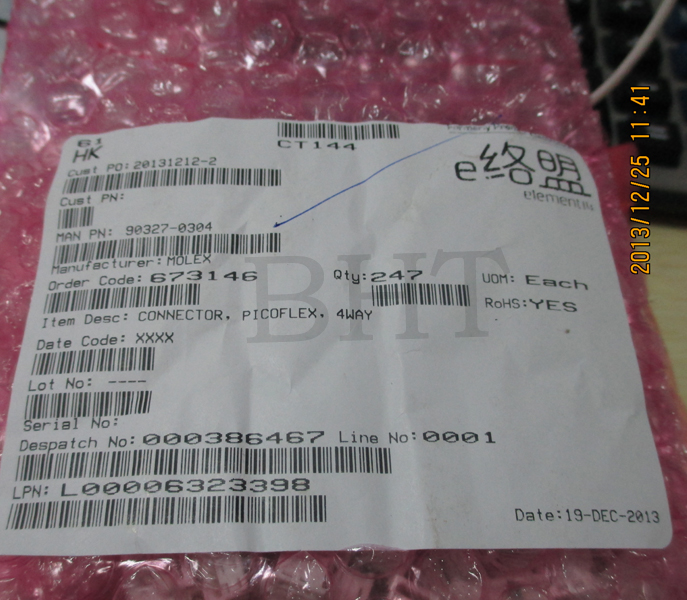 61
HK
CT144
e络盟
element14
Cust PO: 20131212-2
Cust PN:
MAN PN: 90327-0304
Manufacturer: MOLEX
Order Code: 673146 Qty: 247 UOM: Each
RoHS: YES
Item Desc: CONNECTOR, PICOFLEX, 4WAY
Date Code: XXXX
Lot No: ----
Serial No:
Despatch No: 000386467 Line No: 0001
LPN: L00006323398
Date: 19-DEC-2013
BHT
2013/12/25 11:41